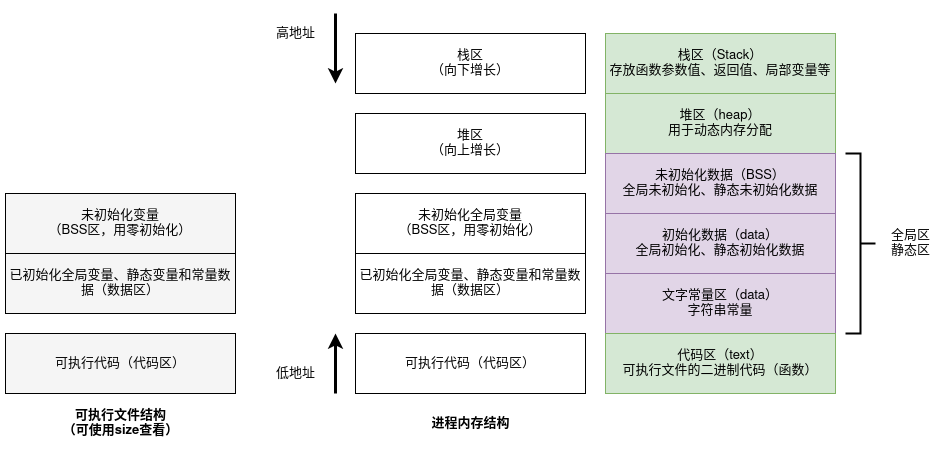 高地址
栈区
（向下增长）
栈区（Stack）
存放函数参数值、返回值、局部变量等
堆区
（向上增长）
堆区（heap）
用于动态内存分配
未初始化变量
（BSS区，用零初始化）
未初始化全局变量
（BSS区，用零初始化）
未初始化数据（BSS）
全局未初始化、静态未初始化数据
已初始化全局变量、静态变量和常量数
据（数据区）
已初始化全局变量、静态变量和常量数
据（数据区）
初始化数据（data）
全局初始化、静态初始化数据
全局区
静态区
文字常量区（data）
字符串常量
可执行代码（代码区）
低地址
可执行代码（代码区）
代码区（text）
可执行文件的二进制代码（函数）
可执行文件结构
（可使用size查看）
进程内存结构